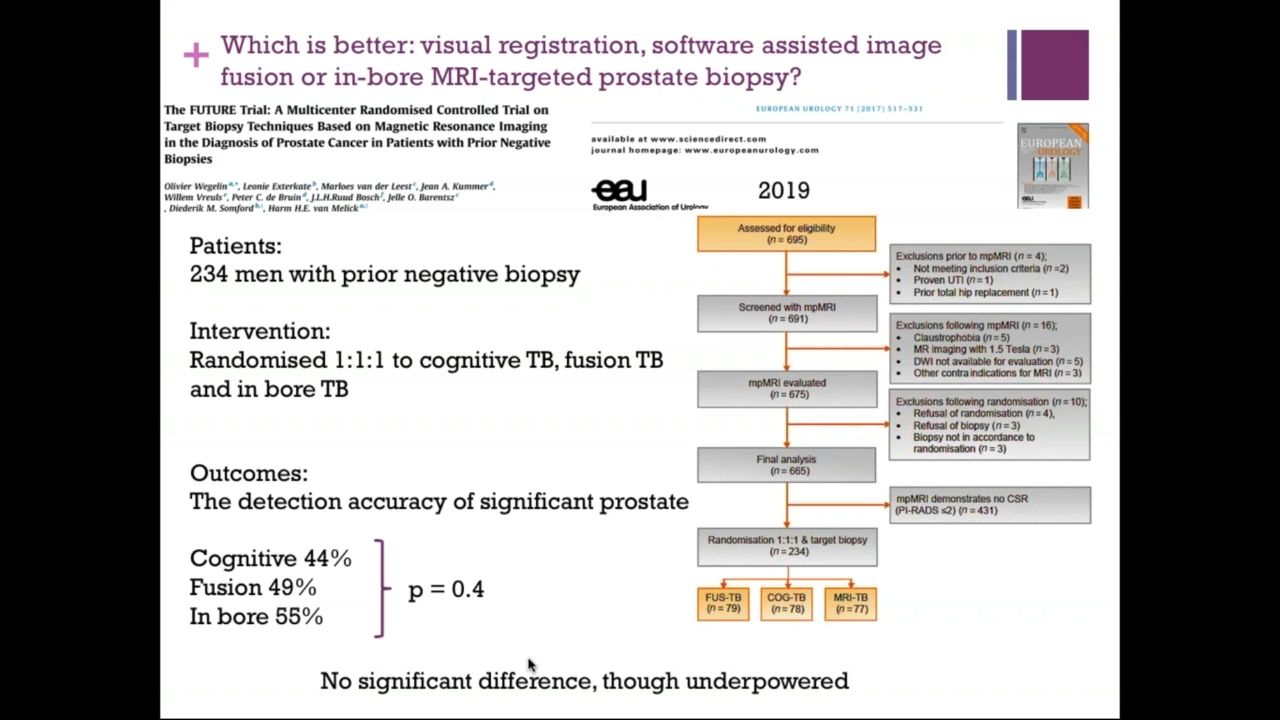 + Which is better: visual registration, software assisted image
fusion or in-bore MRI-targeted prostate biopsy?
The FUTURE Trial: A Multicenter Randomised Controlled Trial on
Target Biopsy Techniques Based on Magnetic Resonance Imaging
in the Diagnosis of Prostate Cancer in Patients with Prior Negative
Biopsies
Olivier Wegelin, Leonie Exterkate, Marloes van der Leest, Jean A. Kummer,
Willem Vreuls, Peter C. de Bruin, J.L.H.Ruud Bosch, Jelle O. Barentsz
, Diederik M. Somford, Harm H.E. van Melick
EUROPEAN UROLOGY 71 (2017) 517–531
available at www.sciencedirect.com
journal homepage: www.europeanurology.com
eau
European Association of Urology
2019
EUROPEAN
UROLOGY
Patients:
234 men with prior negative biopsy
Intervention:
Randomised 1:1:1 to cognitive TB, fusion TB
and in bore TB
Outcomes:
The detection accuracy of significant prostate
Cognitive 44%
Fusion 49%
In bore 55%
p = 0.4
Assessed for eligibility
(n = 695)
Exclusions prior to mpMRI (n = 4);
• Not meeting inclusion criteria (n =2)
• Proven UTI (n = 1)
• Prior total hip replacement (n = 1)
Screened with mpMRI
(n = 691)
Exclusions following mpMRI (n = 16);
• Claustrophobia (n = 5)
• MR imaging with 1.5 Tesla (n = 3)
• DWI not available for evaluation (n = 5)
• Other contra indications for MRI (n = 3)
mpMRI evaluated
(n = 675)
Exclusions following randomisation (n = 10);
• Refusal of randomisation (n = 4),
• Refusal of biopsy (n = 3)
• Biopsy not in accordance to
randomisation (n = 3)
Final analysis
(n = 665)
mpMRI demonstrates no CSR
(PI-RADS ≤2) (n = 431)
Randomisation 1:1:1 & target biopsy
(n = 234)
FUS-TB
(n = 79)
COG-TB
(n = 78)
MRI-TB
(n = 77)
No significant difference, though underpowered